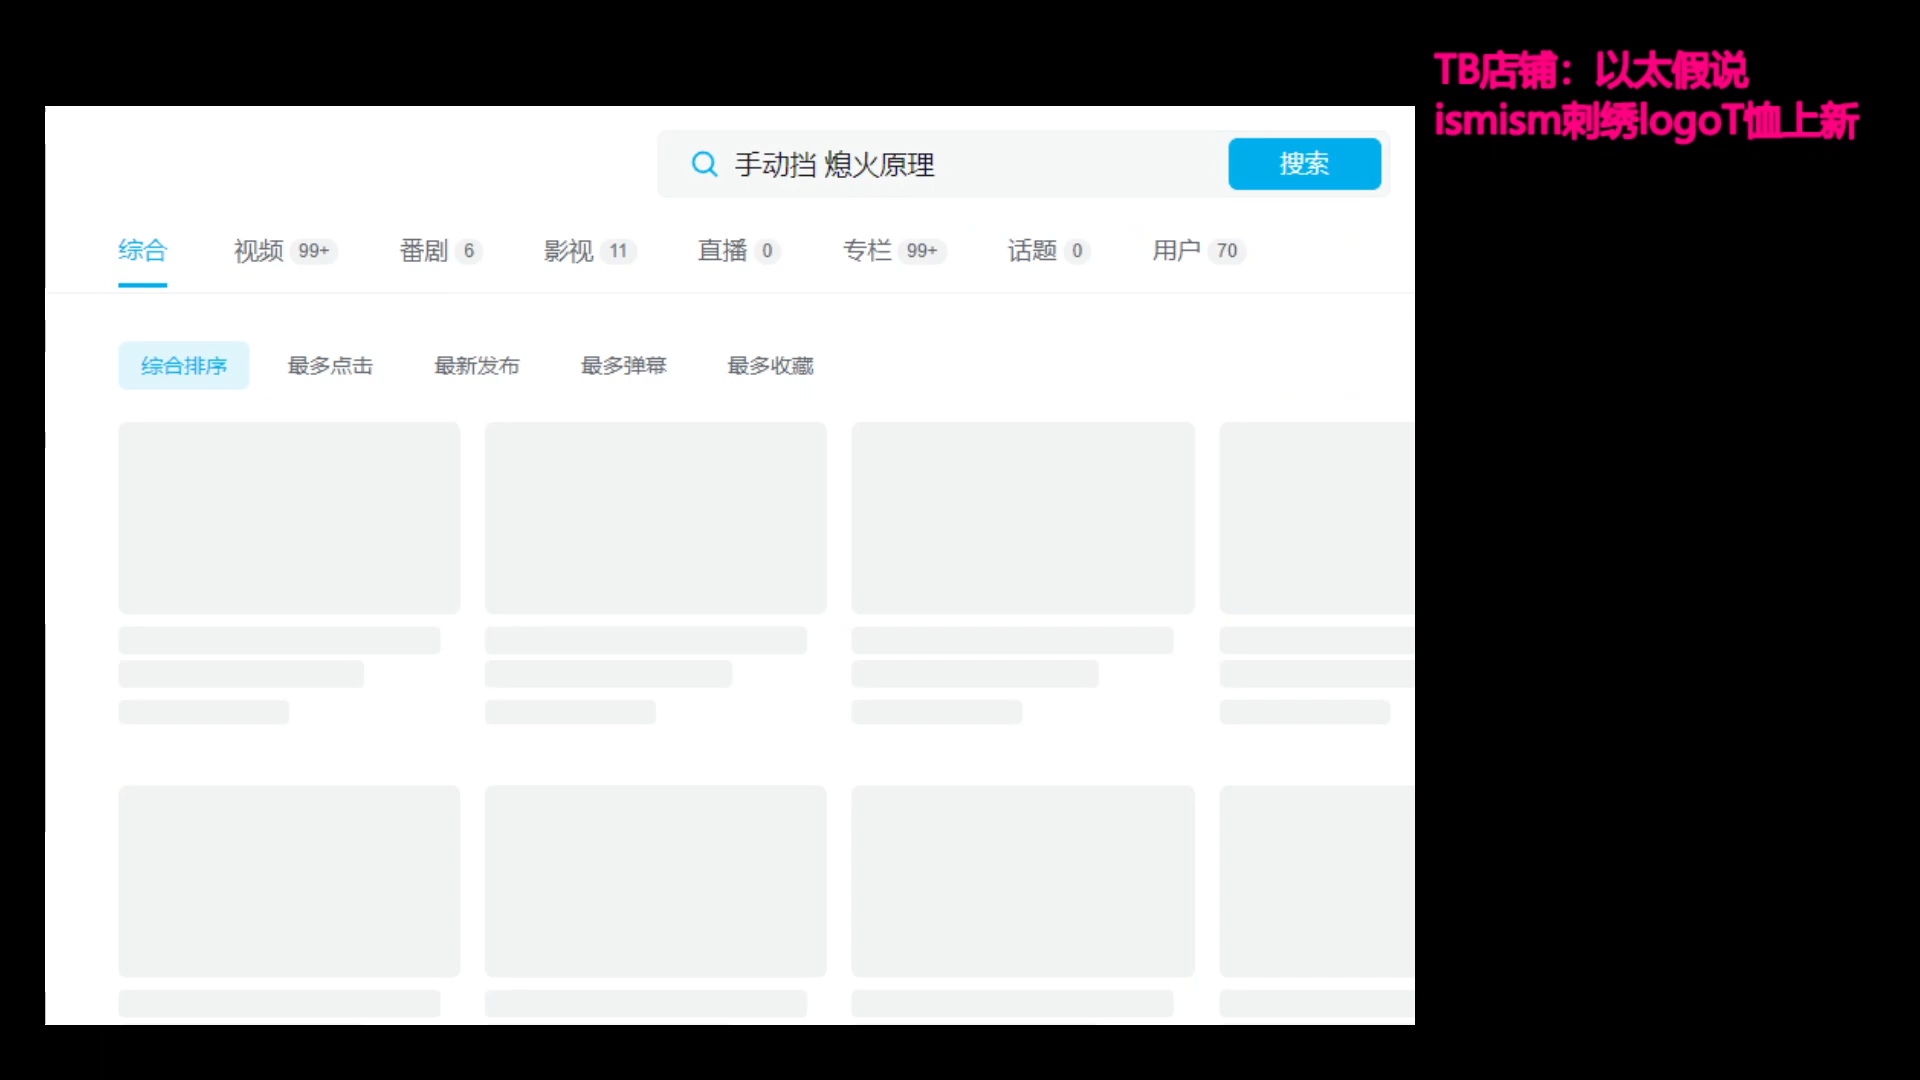 TB店铺：以太假说
ismism刺绣logoT恤上新
手动挡 熄火原理
搜索
综合 视频 99+ 番剧 6 影视 11 直播 0 专栏 99+ 话题 0 用户 70
综合排序 最多点击 最新发布 最多弹幕 最多收藏